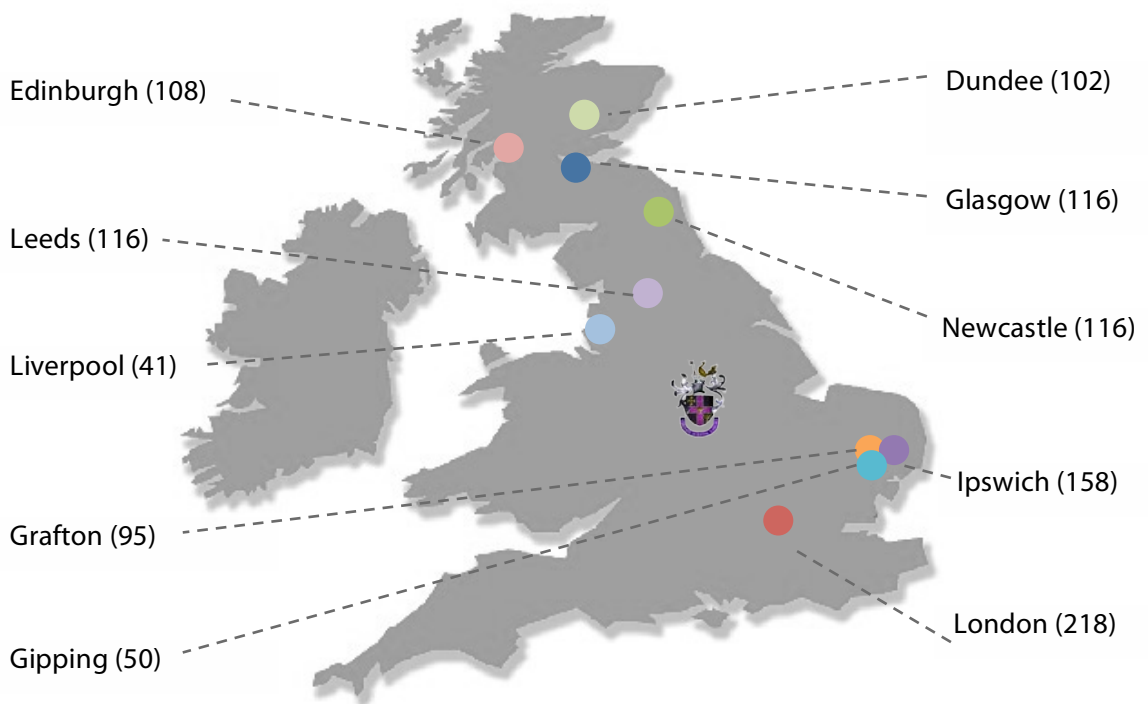 Edinburgh (108)
Dundee (102)
Glasgow (116)
Leeds (116)
Newcastle (116)
Liverpool (41)
Ipswich (158)
Grafton (95)
London (218)
Gipping (50)